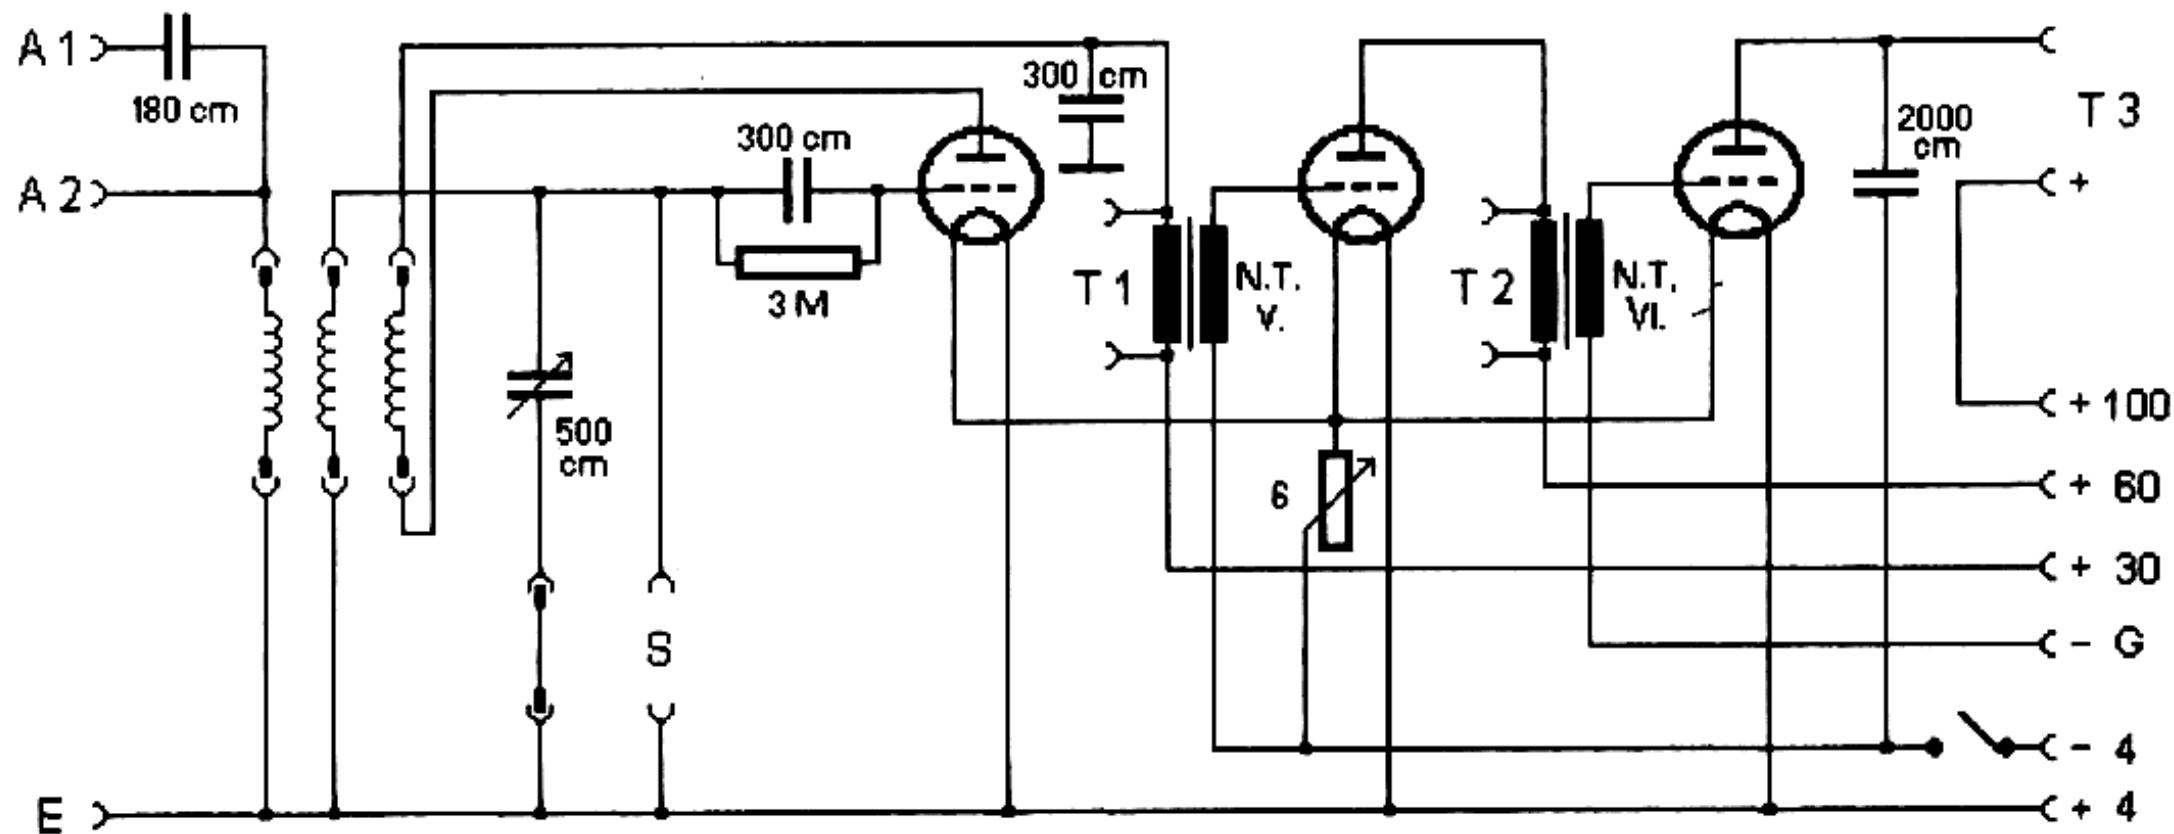 A 1
180 cm
A 2
300 cm
3 M
300 cm
500
cm
S
T 1
N.T.
V.
6
T 2
N.T.
VI.
2000
cm
T 3
+
+ 100
+ 60
+ 30
- G
- 4
E
+ 4